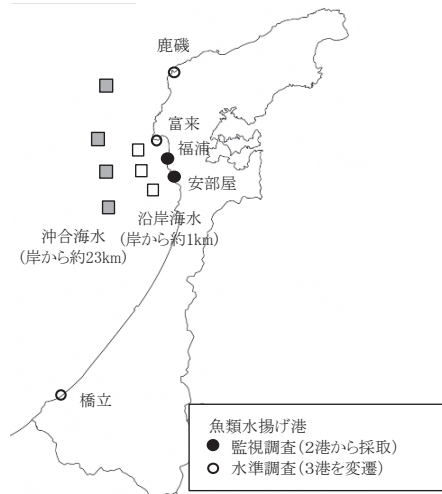 鹿磯
富来
福浦
安部屋
沿岸海水
(岸から約1km)
沖合海水
(岸から約23km)
橋立
魚類水揚げ港
● 監視調査(2港から採取)
○ 水準調査(3港を変遷)